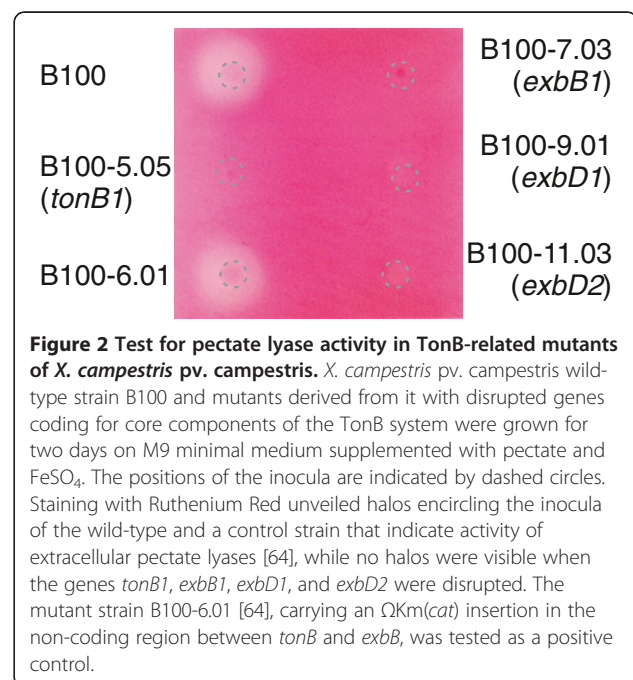 B100
B100-5.05
(tonB1)
B100-6.01
B100-7.03
(exbB1)
B100-9.01
(exbD1)
B100-11.03
(exbD2)
Figure 2 Test for pectate lyase activity in TonB-related mutants
of X. campestris pv. campestris. X. campestris pv. campestris wild-
type strain B100 and mutants derived from it with disrupted genes
coding for core components of the TonB system were grown for
two days on M9 minimal medium supplemented with pectate and
FeSO₄. The positions of the inocula are indicated by dashed circles.
Staining with Ruthenium Red unveiled halos encircling the inocula
of the wild-type and a control strain that indicate activity of
extracellular pectate lyases [64], while no halos were visible when
the genes tonB1, exbB1, exbD1, and exbD2 were disrupted. The
mutant strain B100-6.01 [64], carrying an ΩKm(cat) insertion in the
non-coding region between tonB and exbB, was tested as a positive
control.